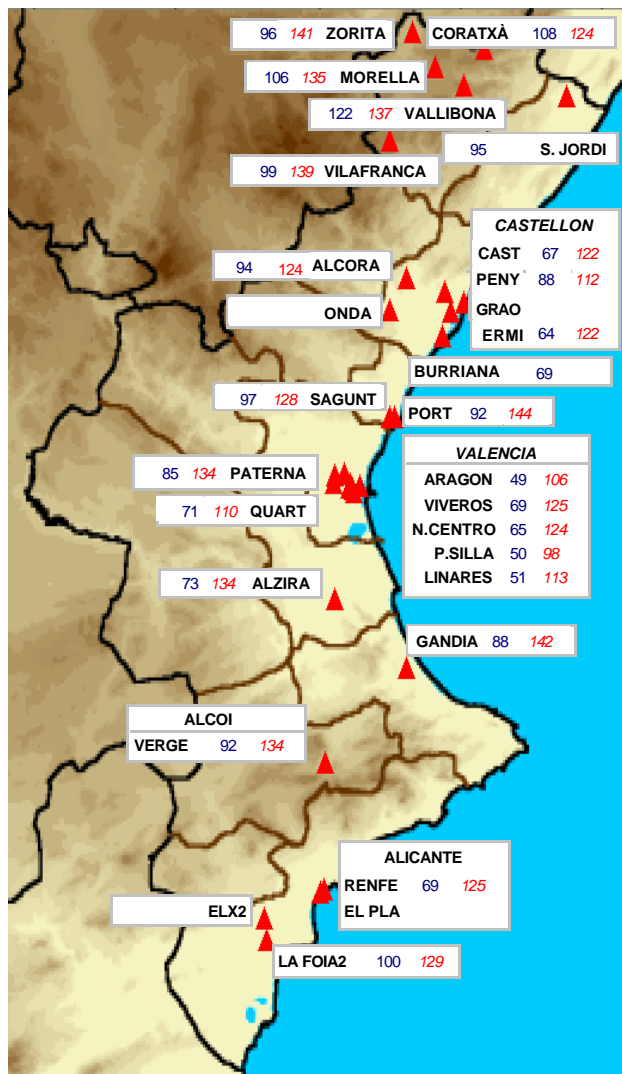 96 141 ZORITA
CORATXÀ 108 124
106 135 MORELLA
122 137 VALLIBONA
95 S. JORDI
99 139 VILAFRANCA
CASTELLON
CAST 67 122
PENY 88 112
GRAO
ERMI 64 122
94 124 ALCORA
ONDA
BURRIANA 69
97 128 SAGUNT
PORT 92 144
VALENCIA
ARAGON 49 106
VIVEROS 69 125
N.CENTRO 65 124
P.SILLA 50 98
LINARES 51 113
85 134 PATERNA
71 110 QUART
73 134 ALZIRA
GANDIA 88 142
ALCOI
VERGE 92 134
ALICANTE
RENFE 69 125
EL PLA
ELX2
LA FOIA2 100 129